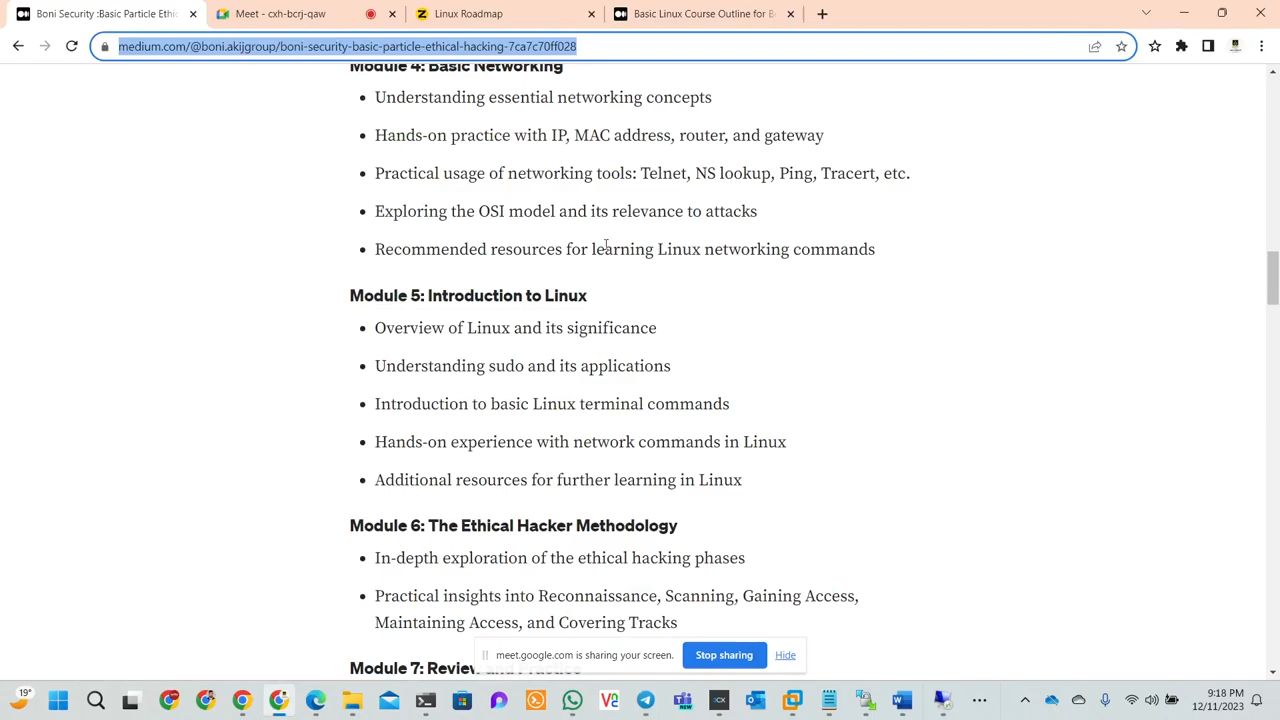 Boni Security :Basic Particle Ethic
Meet - cxh-bcrj-qaw
Linux Roadmap
Basic Linux Course Outline for B
medium.com/@boni.akijgroup/boni-security-basic-particle-ethical-hacking-7ca7c70ff028
Module 4: Basic Networking
Understanding essential networking concepts
Hands-on practice with IP, MAC address, router, and gateway
Practical usage of networking tools: Telnet, NS lookup, Ping, Tracert, etc.
Exploring the OSI model and its relevance to attacks
Recommended resources for learning Linux networking commands
Module 5: Introduction to Linux
Overview of Linux and its significance
Understanding sudo and its applications
Introduction to basic Linux terminal commands
Hands-on experience with network commands in Linux
Additional resources for further learning in Linux
Module 6: The Ethical Hacker Methodology
In-depth exploration of the ethical hacking phases
Practical insights into Reconnaissance, Scanning, Gaining Access,
Maintaining Access, and Covering Tracks
meet.google.com is sharing your screen. Stop sharing Hide
Module 7: Review and Practice
19°
9:18 PM
12/11/2023